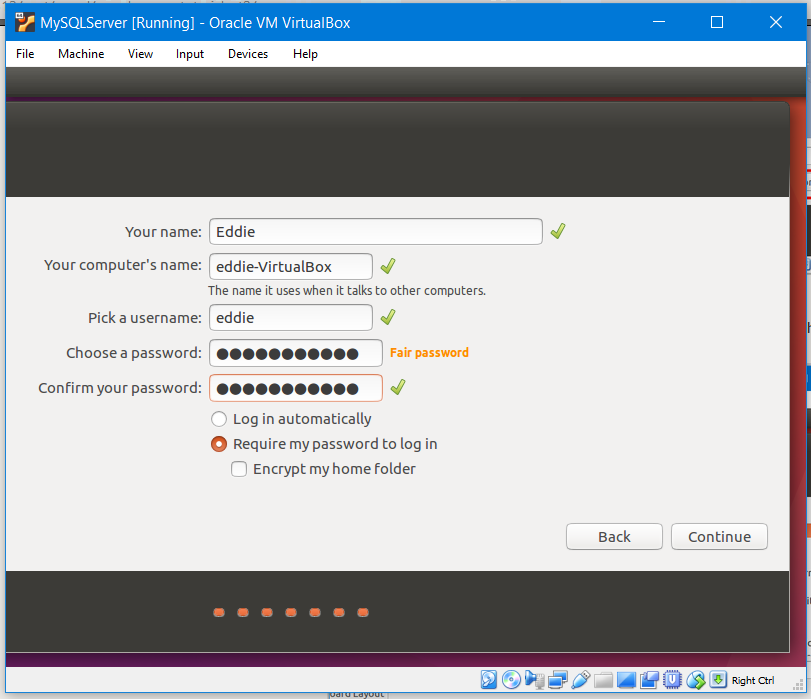 MySQLServer [Running] - Oracle VM VirtualBox
File Machine View Input Devices Help
Your name: Eddie
Your computer's name: eddie-VirtualBox
The name it uses when it talks to other computers.
Pick a username: eddie
Choose a password: ●●●●●●●●●●● Fair password
Confirm your password: ●●●●●●●●●●●
Log in automatically
Require my password to log in
Encrypt my home folder
Back Continue
Right Ctrl